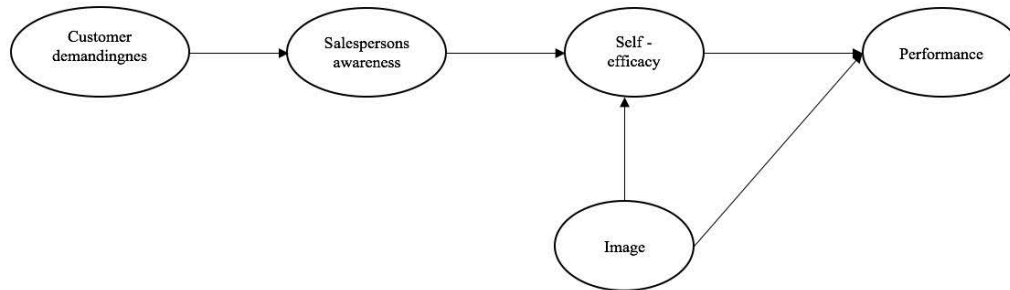 Customer
demandingnes
Salespersons
awareness
Self -
efficacy
Performance
Image